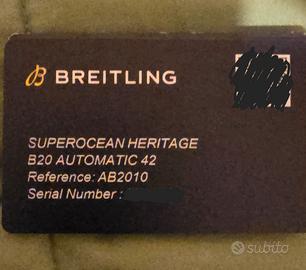 BREITLING
SUPEROCEAN HERITAGE
B20 AUTOMATIC 42
Reference: AB2010
Serial Number :
subito